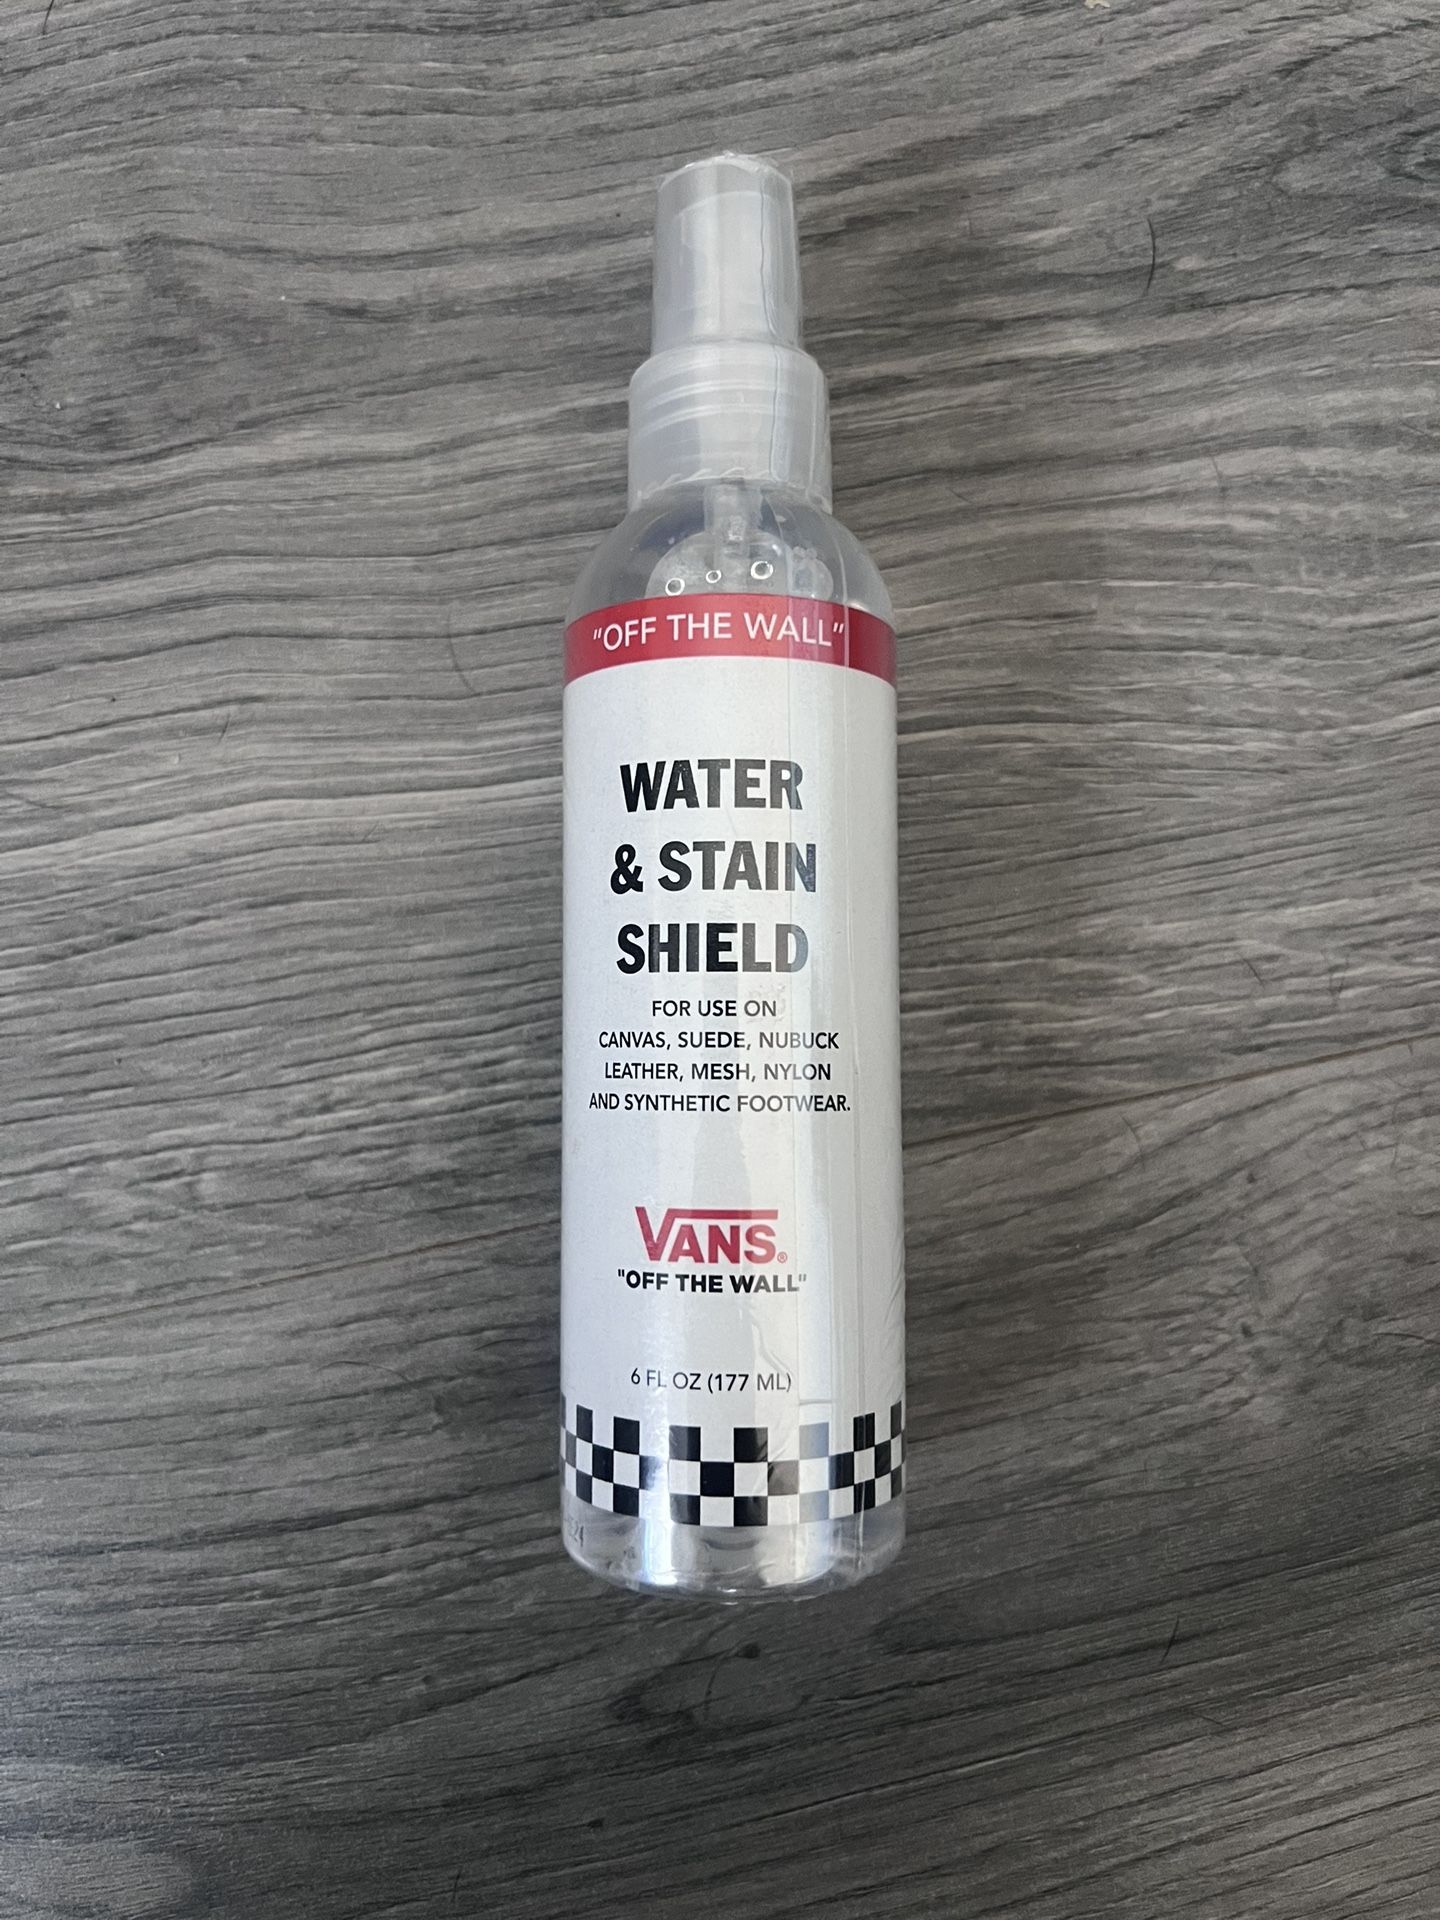 "OFF THE WALL"
WATER
& STAIN
SHIELD
FOR USE ON
CANVAS, SUEDE, NUBUCK
LEATHER, MESH, NYLON
AND SYNTHETIC FOOTWEAR.
VANS®
"OFF THE WALL"
6 FL OZ (177 ML)